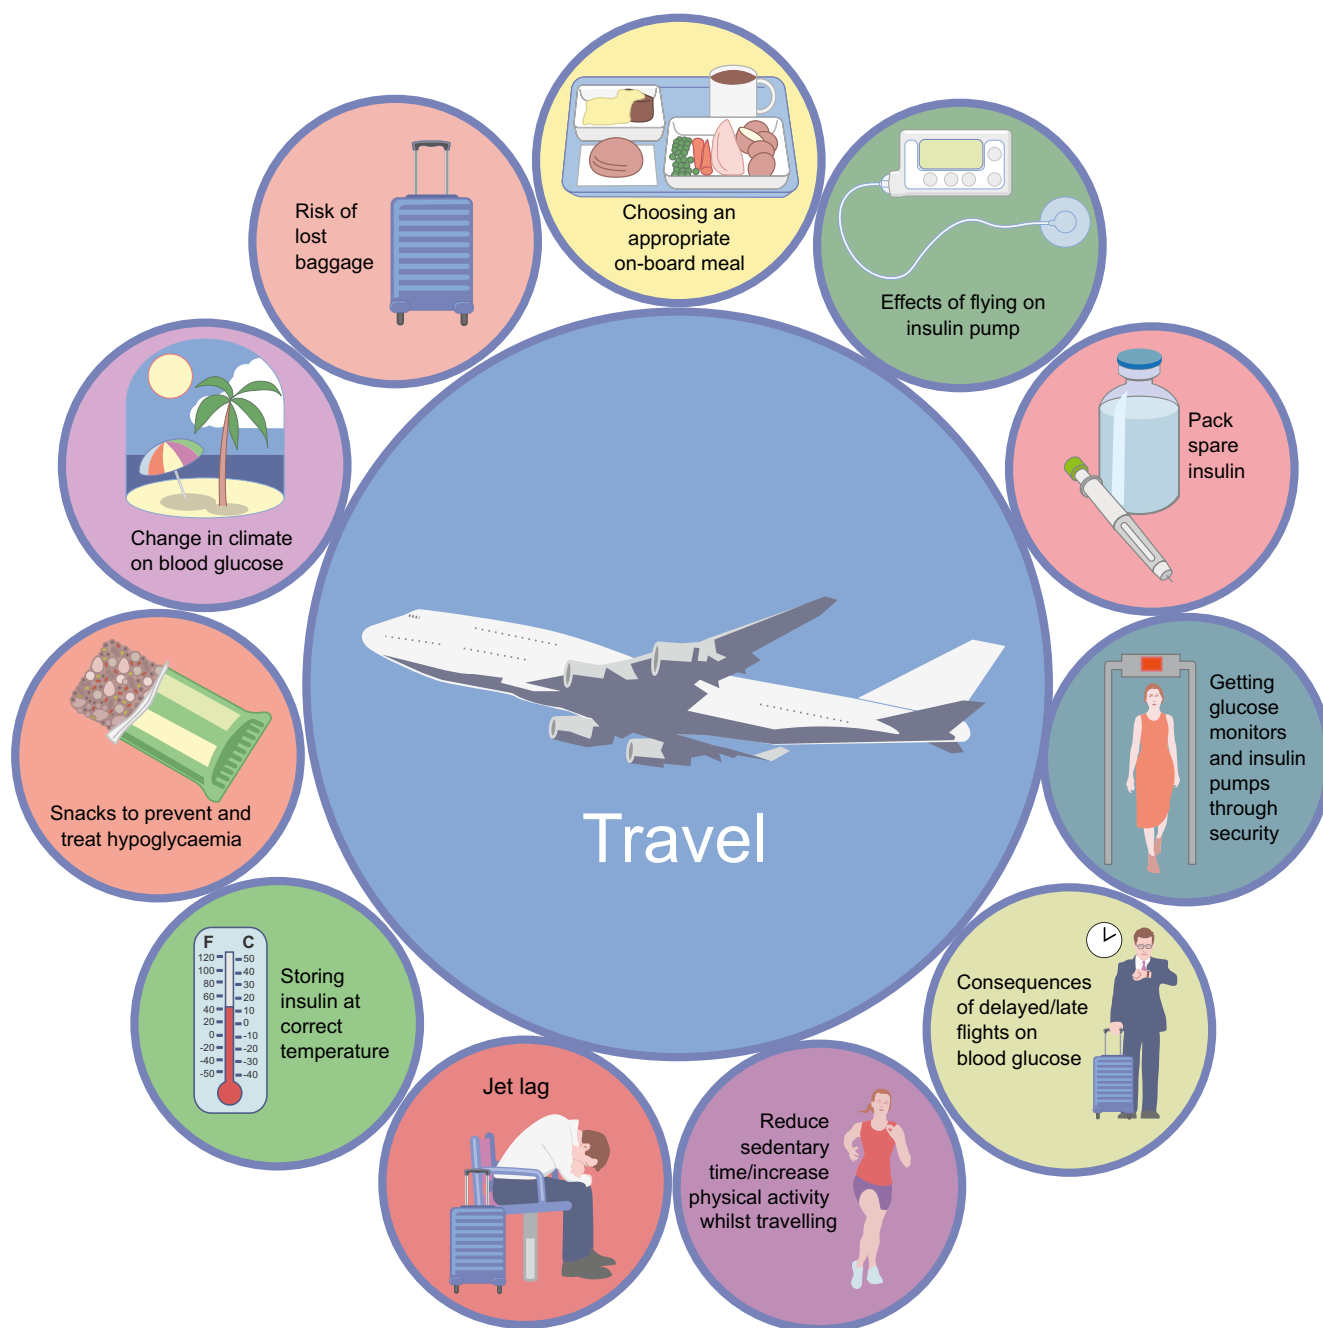 Choosing an
appropriate
on-board meal
Effects of flying on
insulin pump
Pack
spare
insulin
Getting
glucose
monitors
and insulin
pumps
through
security
Consequences
of delayed/late
flights on
blood glucose
Reduce
sedentary
time/increase
physical activity
whilst travelling
Jet lag
Storing
insulin at
correct
temperature
F C
120 50
100 40
80 30
60 20
40 10
20 0
0 -10
-20 -20
-40 -30
-50 -40
Snacks to prevent and
treat hypoglycaemia
Change in climate
on blood glucose
Risk of
lost
baggage
Travel